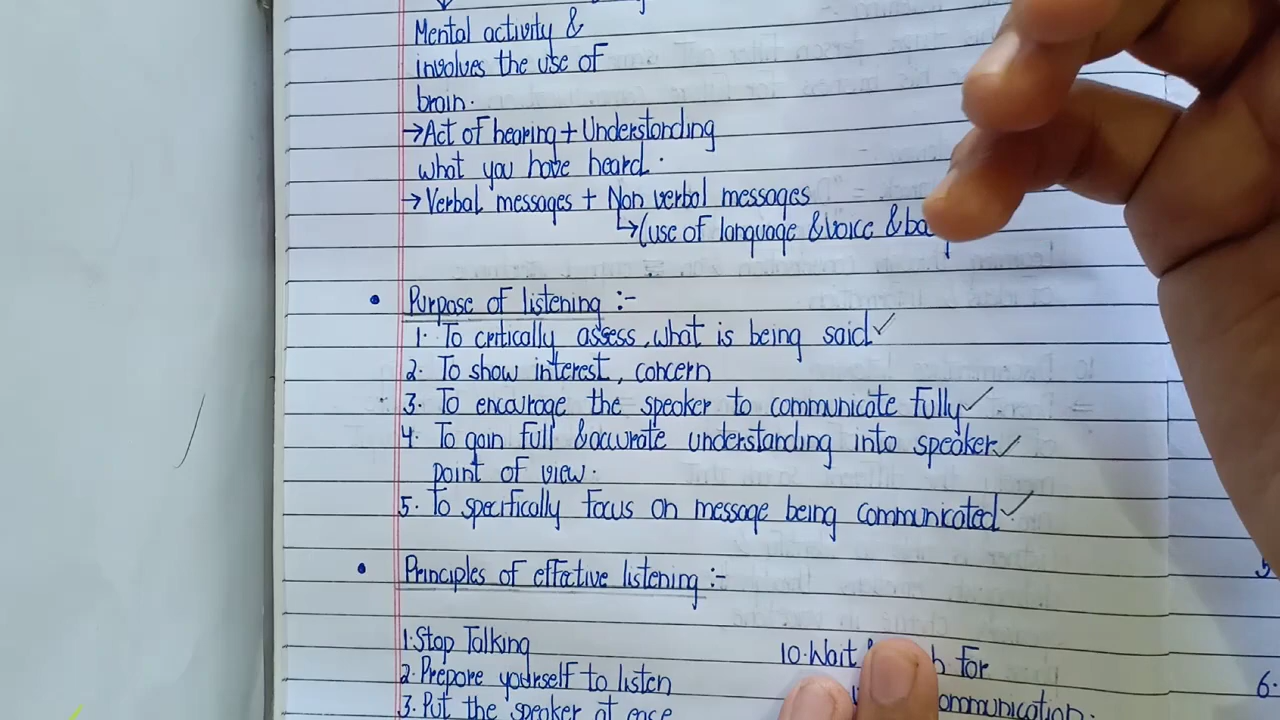 Mental activity &
involves the use of
brain.
→Act of hearing + Understanding
what you have heard.
→Verbal messages + Non verbal messages
↳(use of language & voice &
• Purpose of listening :-
1. To critically assess, what is being said ✓
2. To show interest, concern
3. To encourage the speaker to communicate fully ✓
4. To gain full & accurate understanding into speaker ✓
point of view.
5. To specifically focus on message being communicated ✓
• Principles of effective listening :-
1. Stop Talking
2. Prepare yourself to listen
3. Put the speaker at ease
10. Wait & for
communication.
5
6.